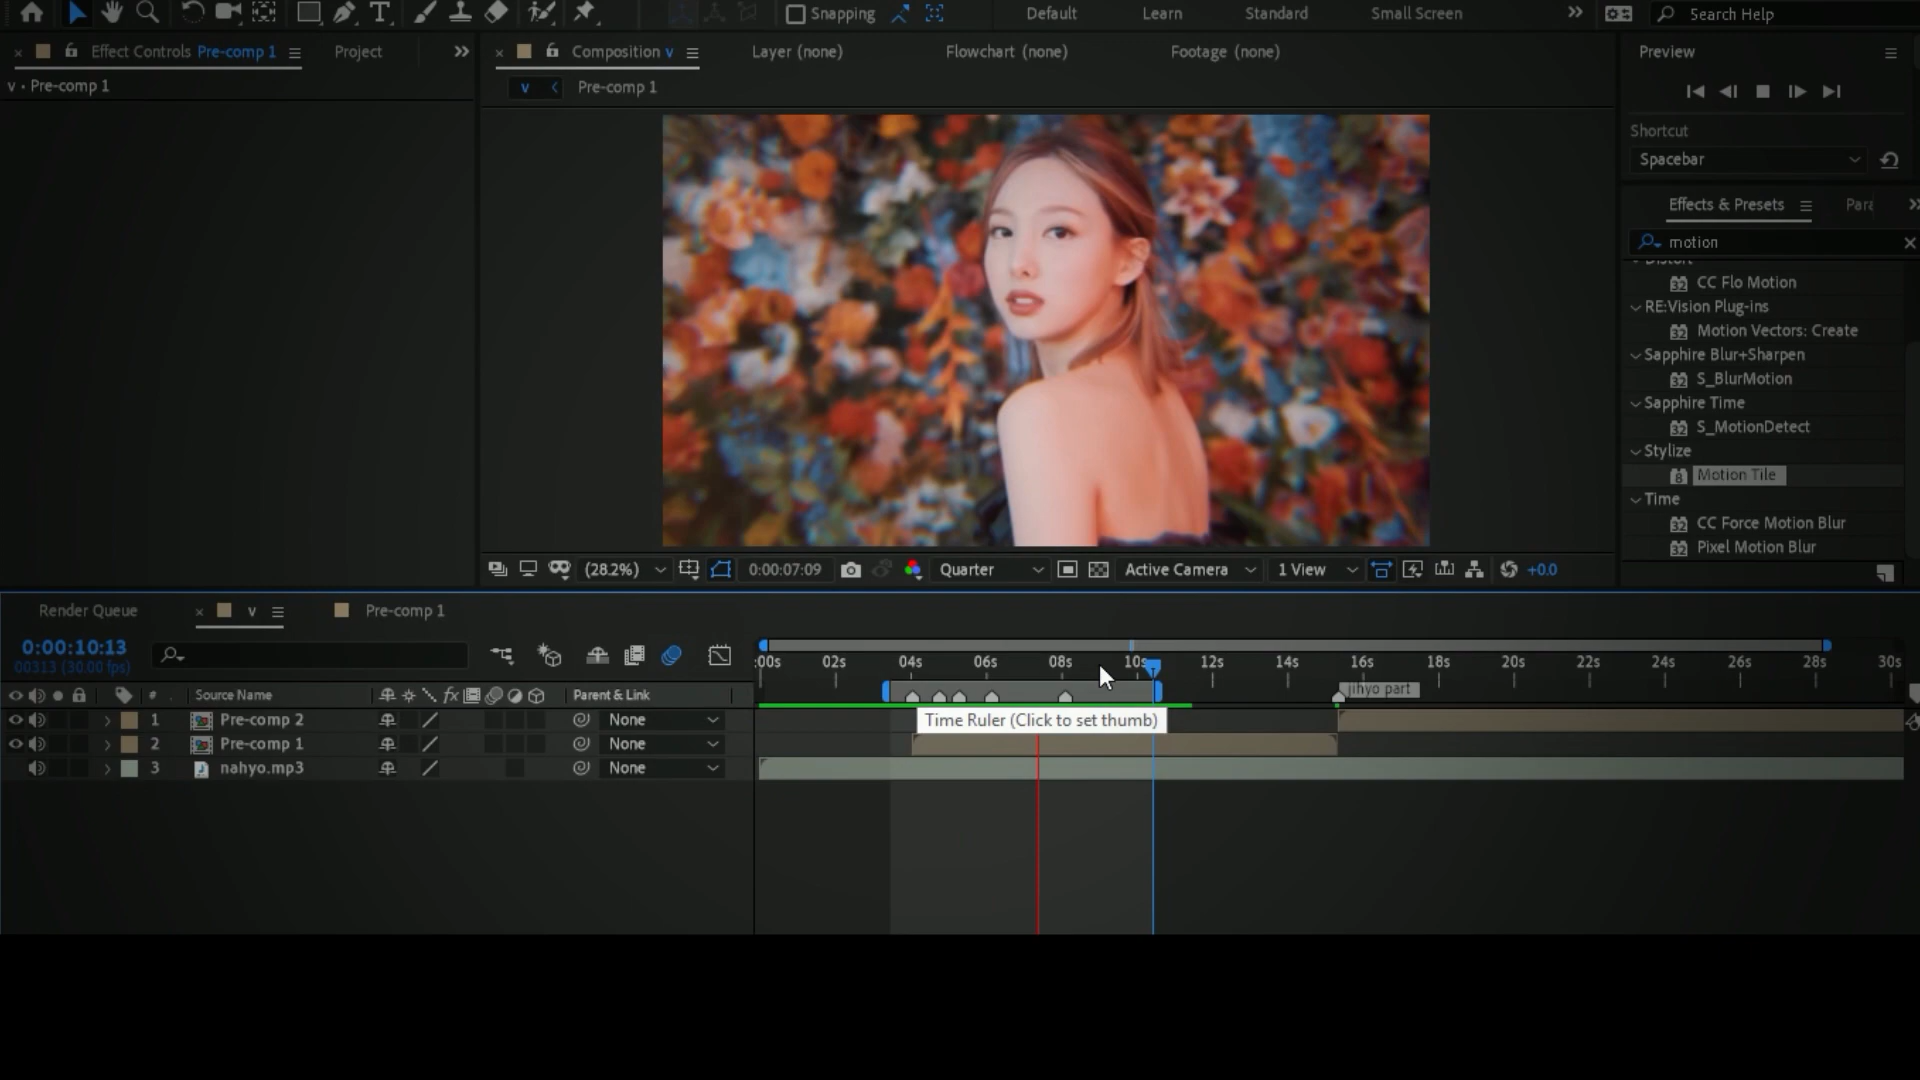 Snapping
Default
Learn
Standard
Small Screen
Search Help
Effect Controls Pre-comp 1
Project
Composition v
Layer (none)
Flowchart (none)
Footage (none)
Preview
v • Pre-comp 1
v
Pre-comp 1
Shortcut
Spacebar
Effects & Presets
Para
motion
Distort
CC Flo Motion
RE:Vision Plug-ins
Motion Vectors: Create
Sapphire Blur+Sharpen
S_BlurMotion
Sapphire Time
S_MotionDetect
Stylize
Motion Tile
Time
CC Force Motion Blur
Pixel Motion Blur
(28.2%)
0:00:07:09
Quarter
Active Camera
1 View
+0.0
Render Queue
v
Pre-comp 1
0:00:10:13
00313 (30.00 fps)
:00s 02s 04s 06s 08s 10s 12s 14s 16s 18s 20s 22s 24s 26s 28s 30s
# Source Name
fx
Parent & Link
jihyo part
1 Pre-comp 2 None
Time Ruler (Click to set thumb)
2 Pre-comp 1 None
3 nahyo.mp3 None